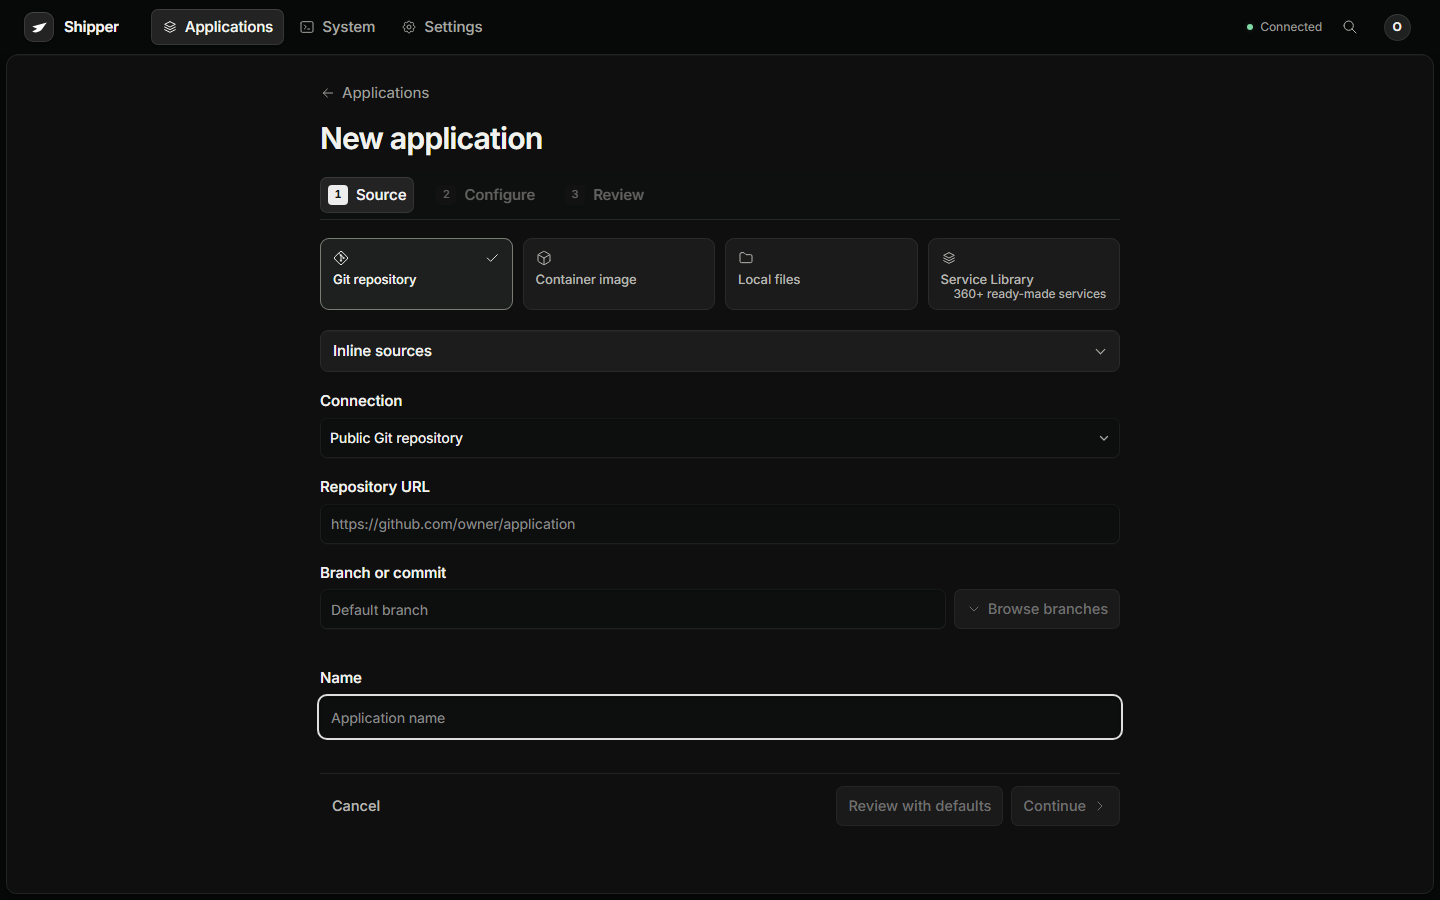 Shipper
Applications
System
Settings
Connected
O
Applications
New application
1 Source
2 Configure
3 Review
Git repository
Container image
Local files
Service Library
360+ ready-made services
Inline sources
Connection
Public Git repository
Repository URL
https://github.com/owner/application
Branch or commit
Default branch
Browse branches
Name
Application name
Cancel
Review with defaults
Continue